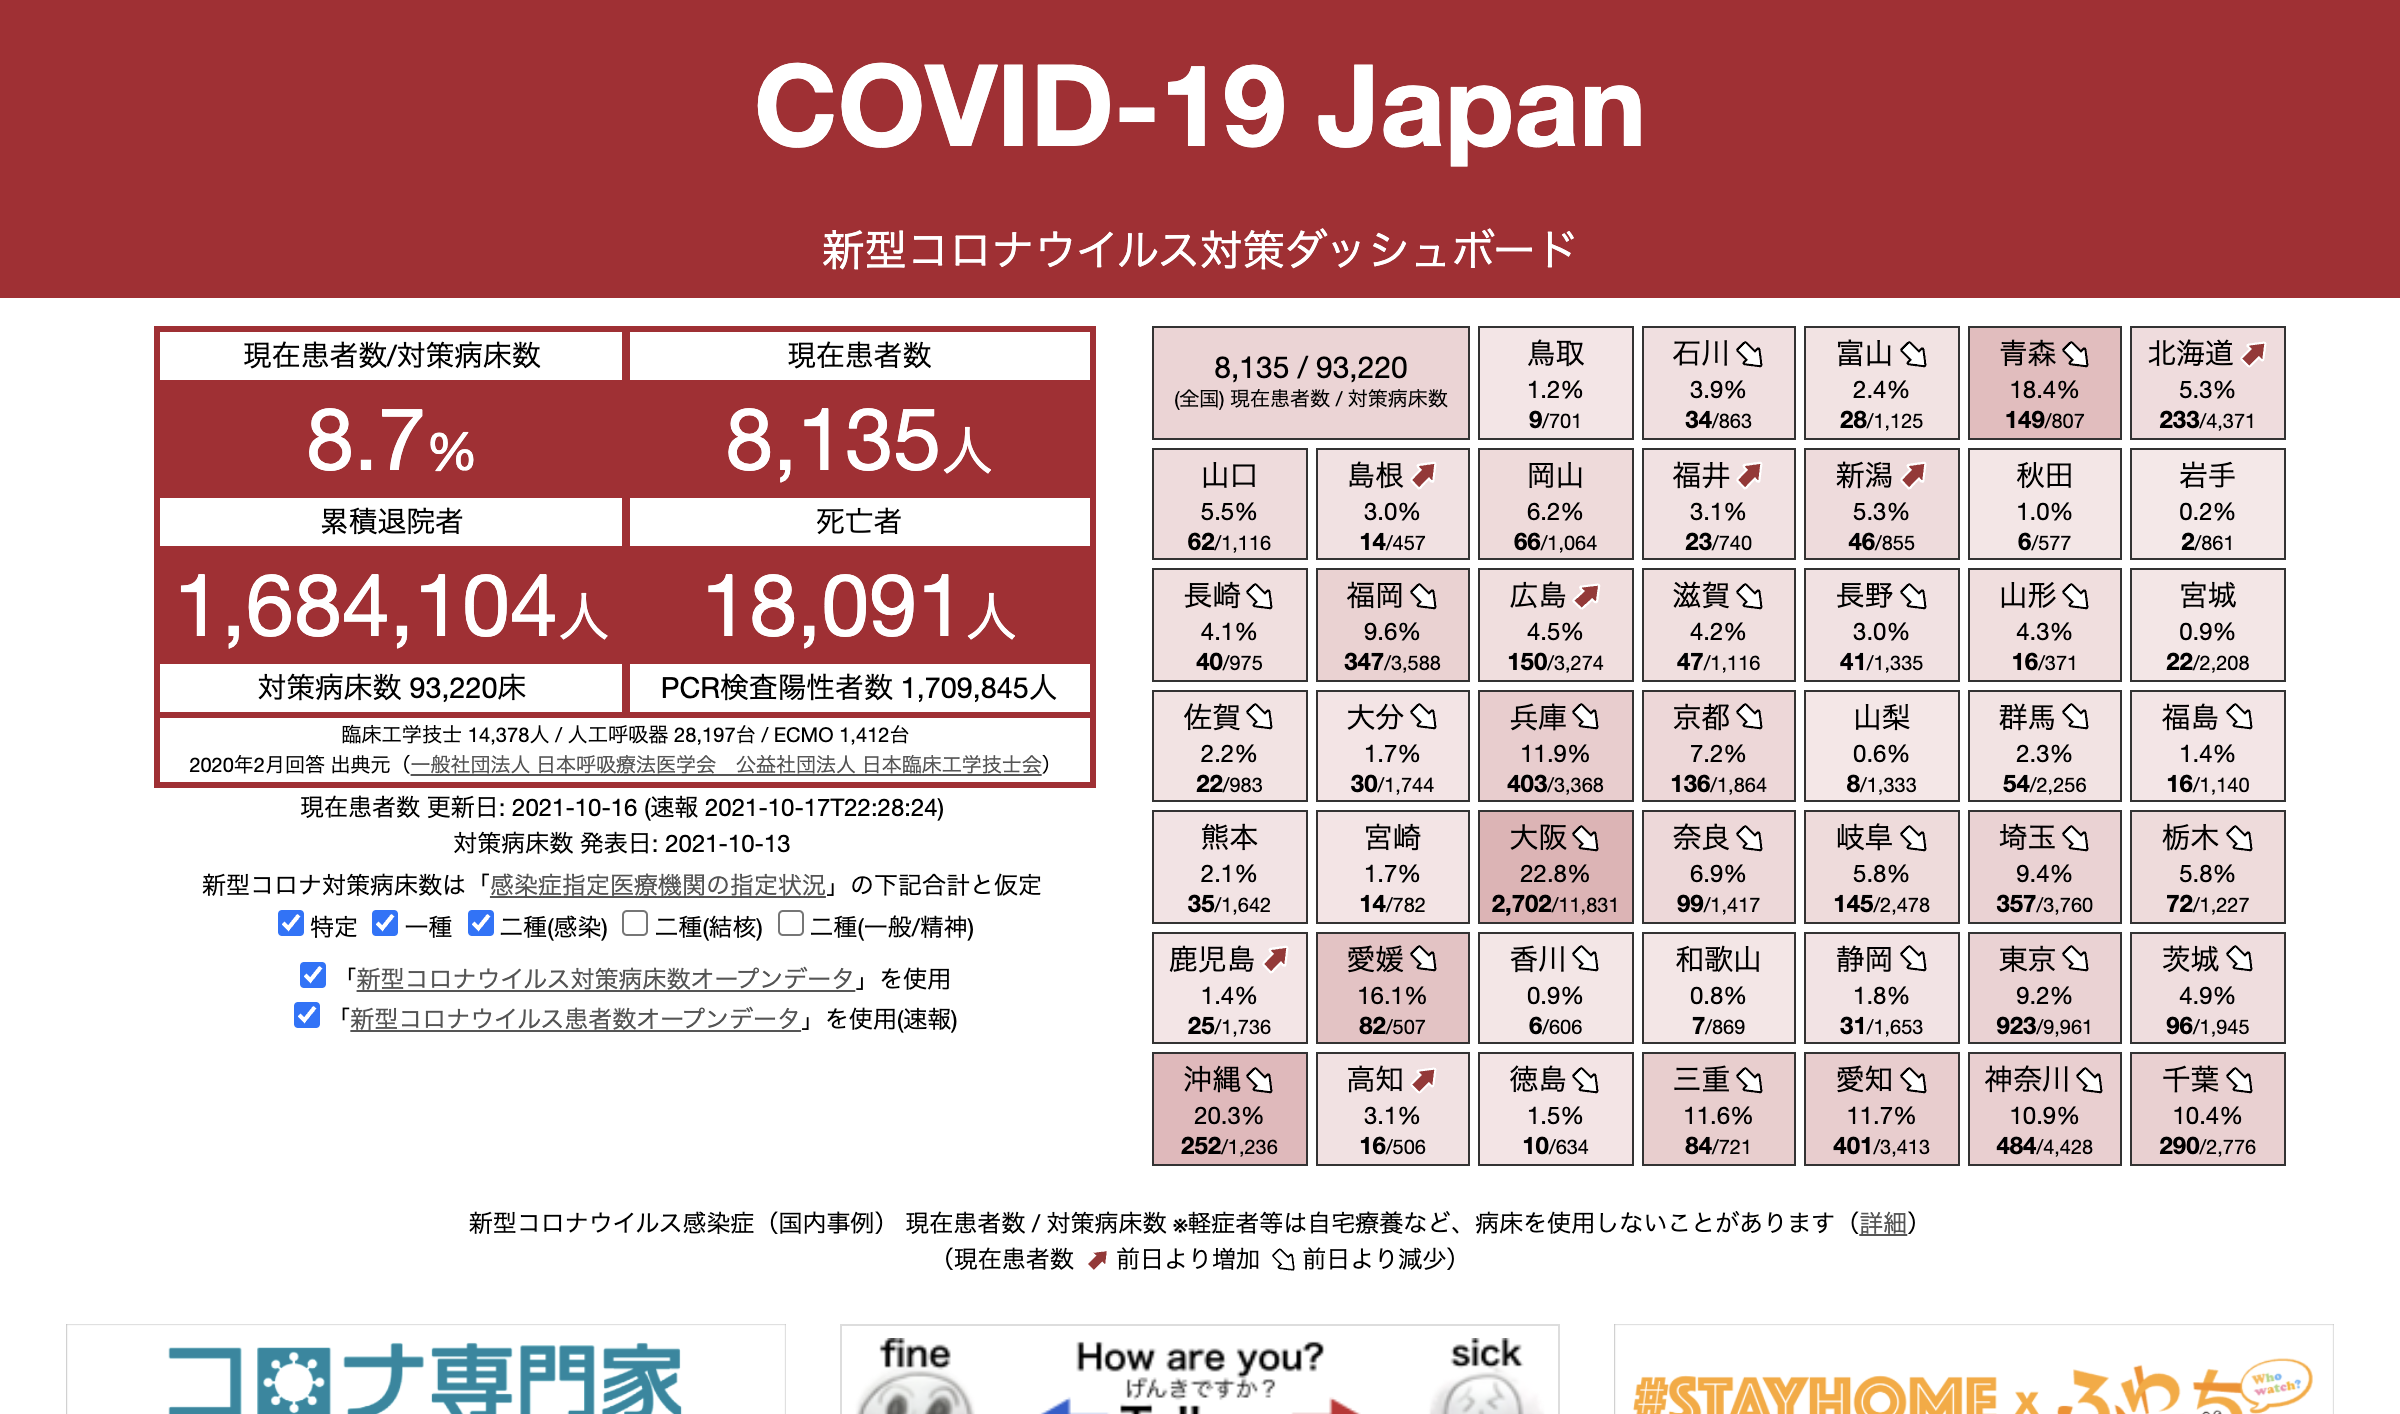 COVID-19 Japan
新型コロナウイルス対策ダッシュボード
現在患者数/対策病床数
現在患者数
8.7%
8,135人
累積退院者
死亡者
1,684,104人
18,091人
対策病床数 93,220床
PCR検査陽性者数 1,709,845人
臨床工学技士 14,378人 / 人工呼吸器 28,197台 / ECMO 1,412台
2020年2月回答 出典元（一般社団法人 日本呼吸療法医学会　公益社団法人 日本臨床工学技士会）
現在患者数 更新日: 2021-10-16 (速報 2021-10-17T22:28:24)
対策病床数 発表日: 2021-10-13
新型コロナ対策病床数は「感染症指定医療機関の指定状況」の下記合計と仮定
特定 一種 二種(感染) 二種(結核) 二種(一般/精神)
「新型コロナウイルス対策病床数オープンデータ」を使用
「新型コロナウイルス患者数オープンデータ」を使用(速報)
8,135 / 93,220
(全国) 現在患者数 / 対策病床数
鳥取
1.2%
9/701
石川
3.9%
34/863
富山
2.4%
28/1,125
青森
18.4%
149/807
北海道
5.3%
233/4,371
山口
5.5%
62/1,116
島根
3.0%
14/457
岡山
6.2%
66/1,064
福井
3.1%
23/740
新潟
5.3%
46/855
秋田
1.0%
6/577
岩手
0.2%
2/861
長崎
4.1%
40/975
福岡
9.6%
347/3,588
広島
4.5%
150/3,274
滋賀
4.2%
47/1,116
長野
3.0%
41/1,335
山形
4.3%
16/371
宮城
0.9%
22/2,208
佐賀
2.2%
22/983
大分
1.7%
30/1,744
兵庫
11.9%
403/3,368
京都
7.2%
136/1,864
山梨
0.6%
8/1,333
群馬
2.3%
54/2,256
福島
1.4%
16/1,140
熊本
2.1%
35/1,642
宮崎
1.7%
14/782
大阪
22.8%
2,702/11,831
奈良
6.9%
99/1,417
岐阜
5.8%
145/2,478
埼玉
9.4%
357/3,760
栃木
5.8%
72/1,227
鹿児島
1.4%
25/1,736
愛媛
16.1%
82/507
香川
0.9%
6/606
和歌山
0.8%
7/869
静岡
1.8%
31/1,653
東京
9.2%
923/9,961
茨城
4.9%
96/1,945
沖縄
20.3%
252/1,236
高知
3.1%
16/506
徳島
1.5%
10/634
三重
11.6%
84/721
愛知
11.7%
401/3,413
神奈川
10.9%
484/4,428
千葉
10.4%
290/2,776
新型コロナウイルス感染症（国内事例） 現在患者数 / 対策病床数 ※軽症者等は自宅療養など、病床を使用しないことがあります（詳細）
（現在患者数 前日より増加 前日より減少）
コロナ専門家
fine
How are you?
げんきですか？
sick
#STAYHOME x ふわっち
Who watch?